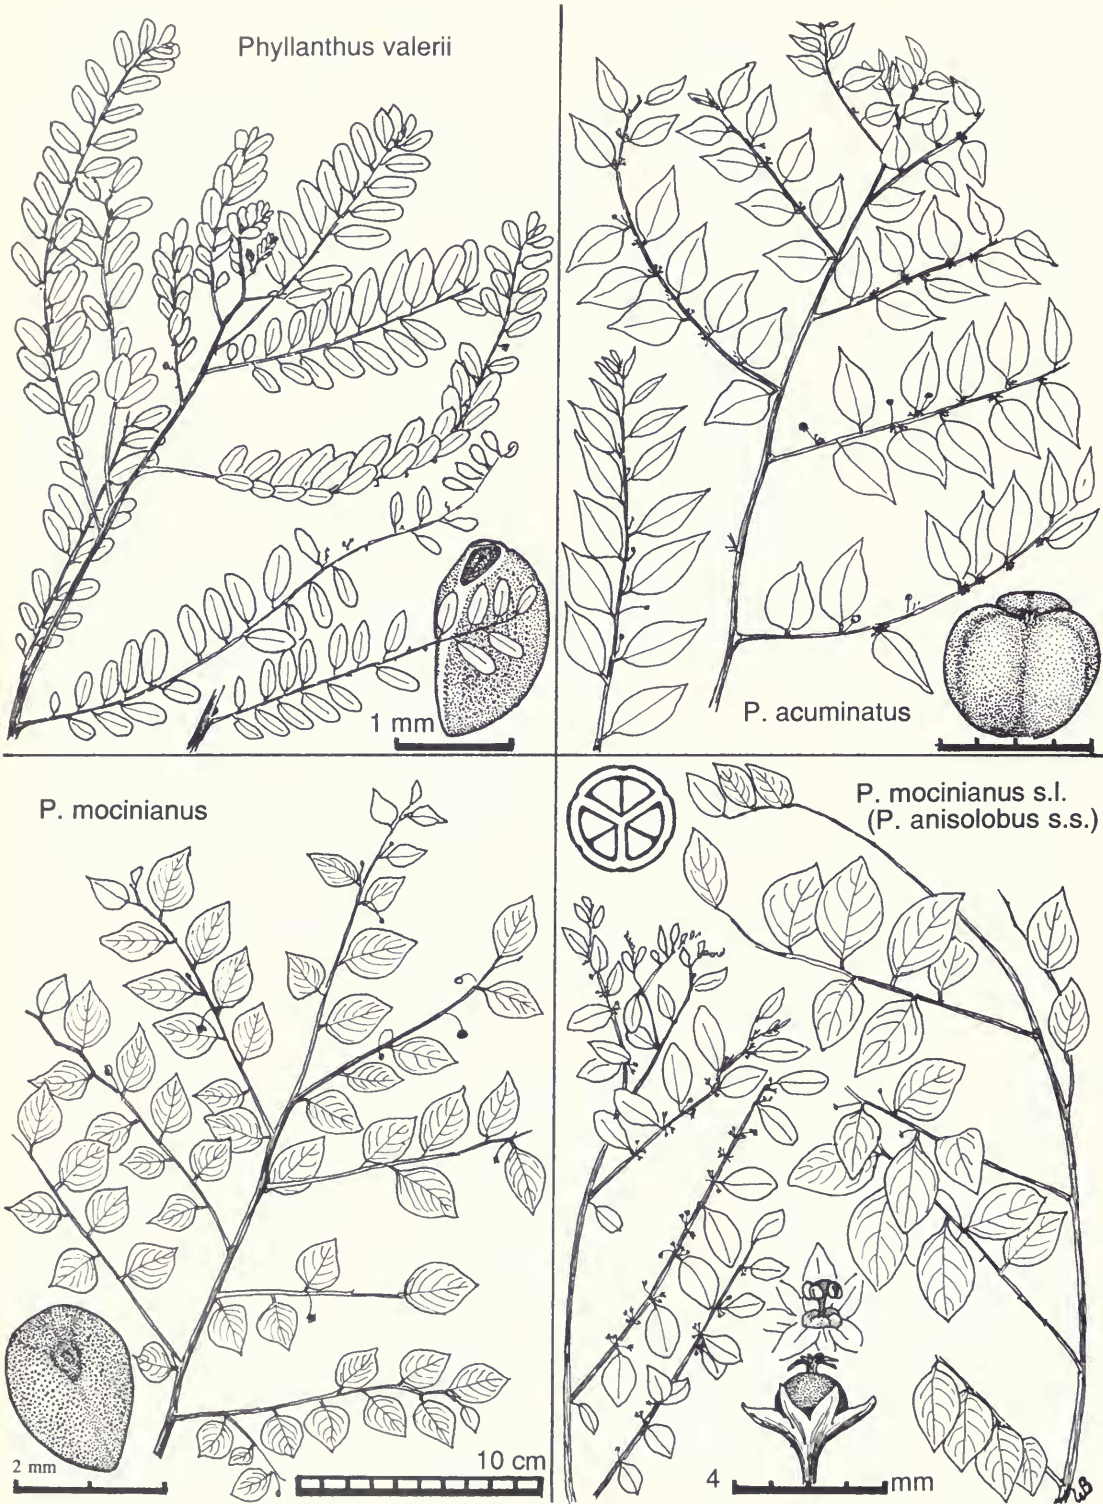 Phyllanthus valerii
1 mm
P. acuminatus
P. mocinianus
2 mm
10 cm
P. mocinianus s.l.
(P. anisolobus s.s.)
4 mm